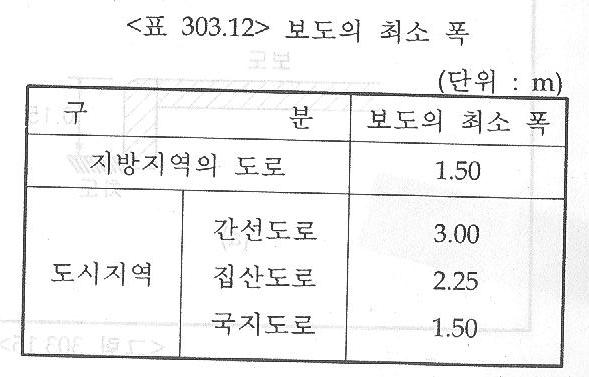 <표 303.12> 보도의 최소 폭
(단위 : m)
구 분 보도의 최소 폭
지방지역의 도로 1.50
도시지역 간선도로 3.00
집산도로 2.25
국지도로 1.50